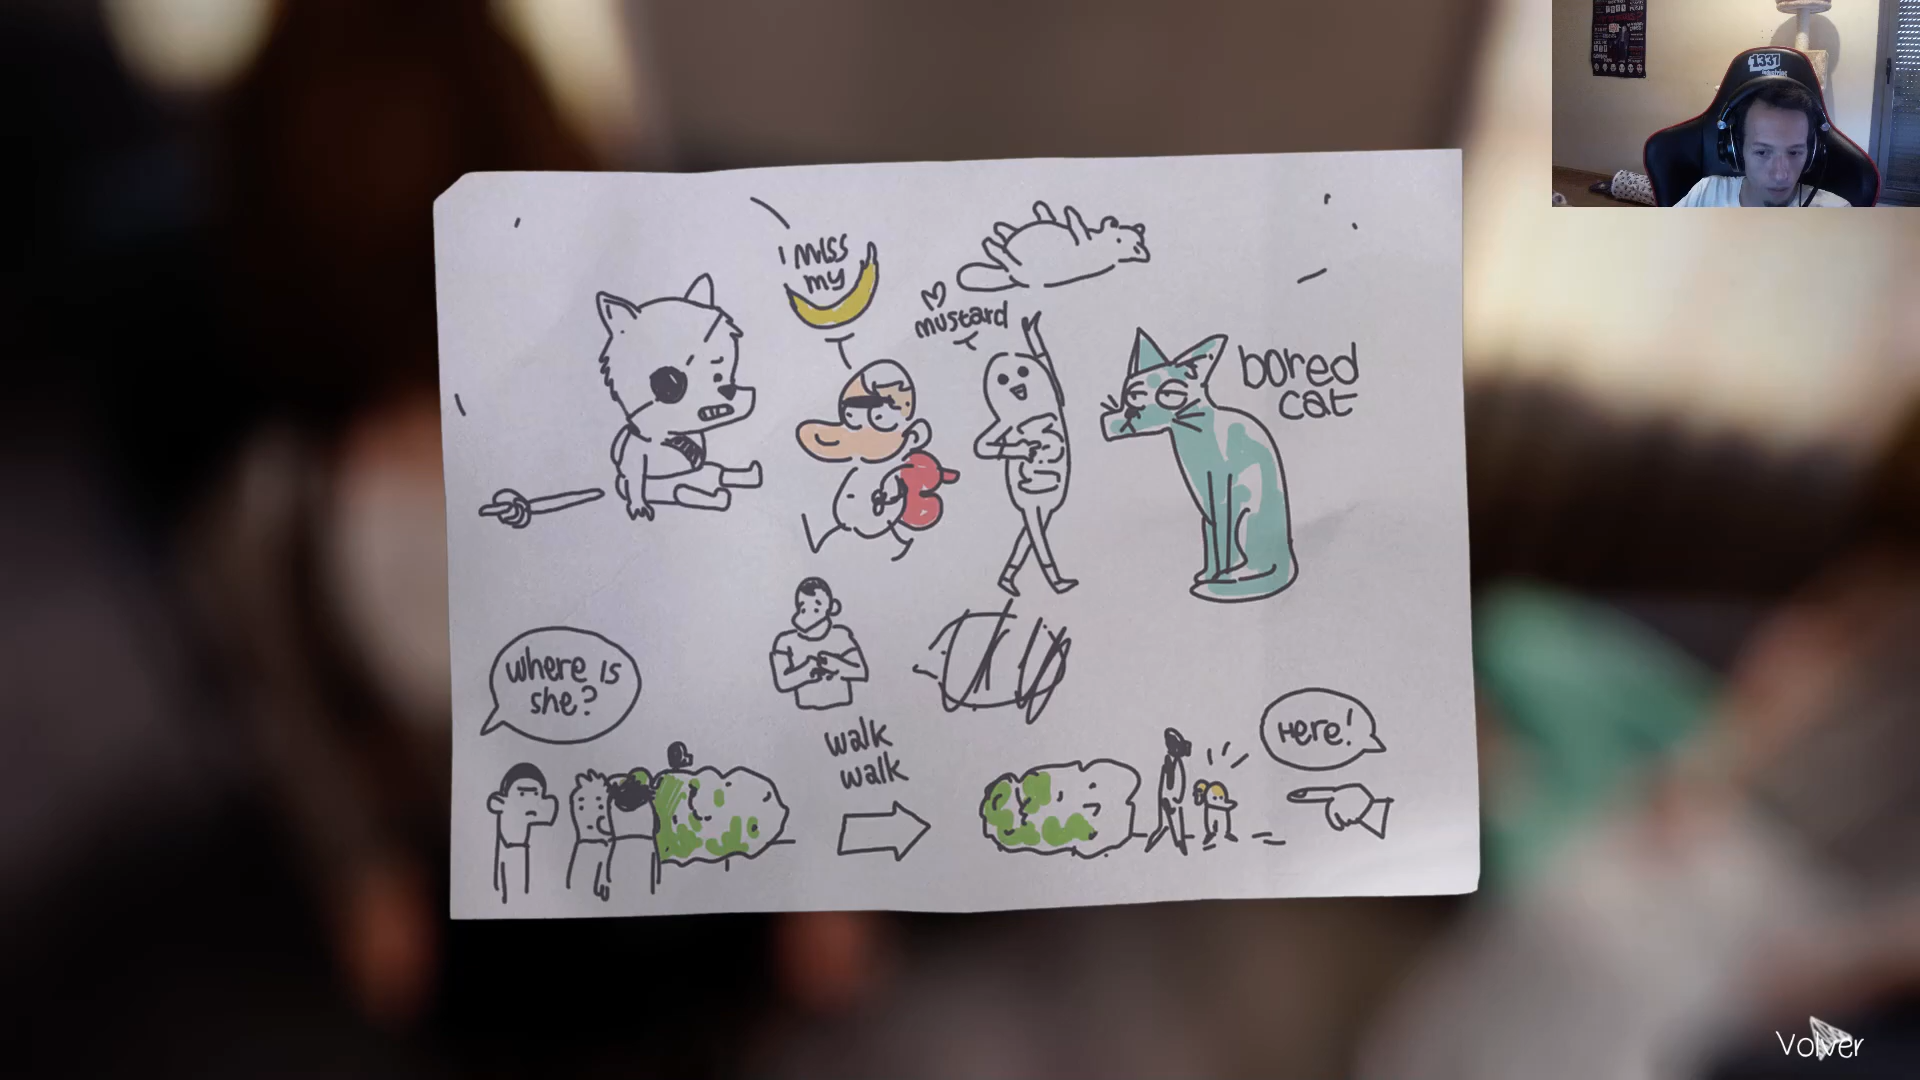 I MISS
my
mustard
bored
cat
where is
she?
walk
walk
Here!
1337
Volver